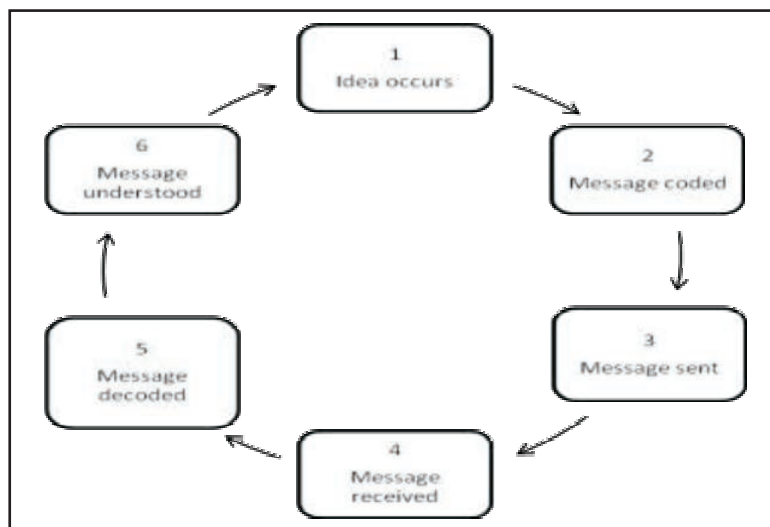 1
Idea occurs
2
Message coded
3
Message sent
4
Message
received
5
Message
decoded
6
Message
understood